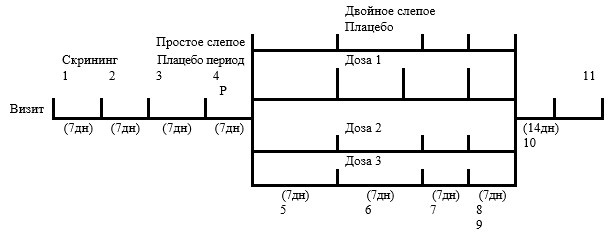 Двойное слепое
Простое слепое Плацебо
Скрининг Плацебо период Доза 1
1 2 3 4 11
Р
Визит
(7дн) (7дн) (7дн) (7дн) Доза 2 (14дн)
10
Доза 3
(7дн) (7дн) (7дн) (7дн)
5 6 7 8
9